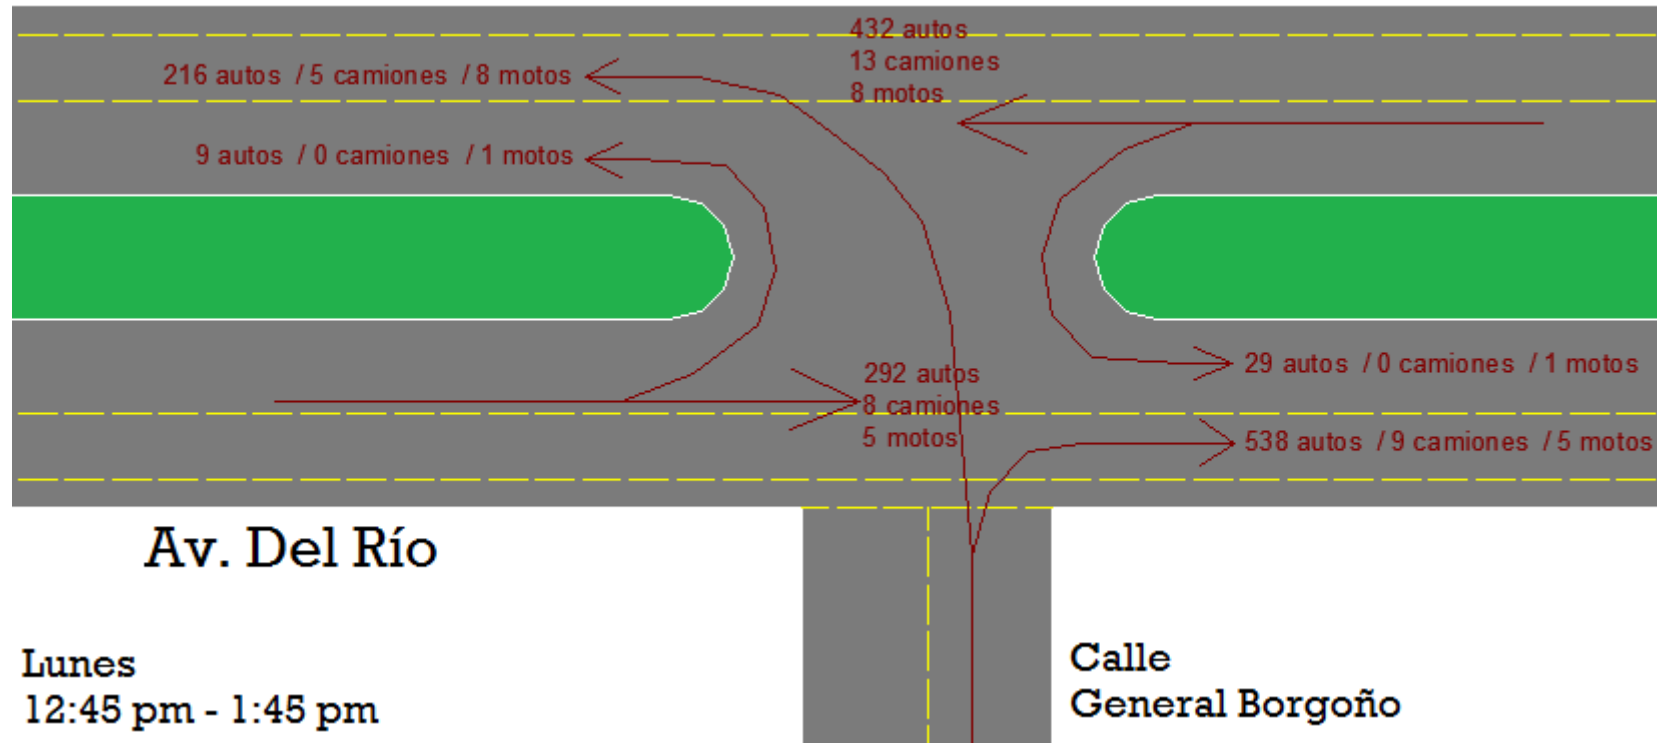 432 autos
13 camiones
8 motos
216 autos / 5 camiones / 8 motos
9 autos / 0 camiones / 1 motos
292 autos
8 camiones
5 motos
29 autos / 0 camiones / 1 motos
538 autos / 9 camiones / 5 motos
Av. Del Río
Lunes
12:45 pm - 1:45 pm
Calle
General Borgoño